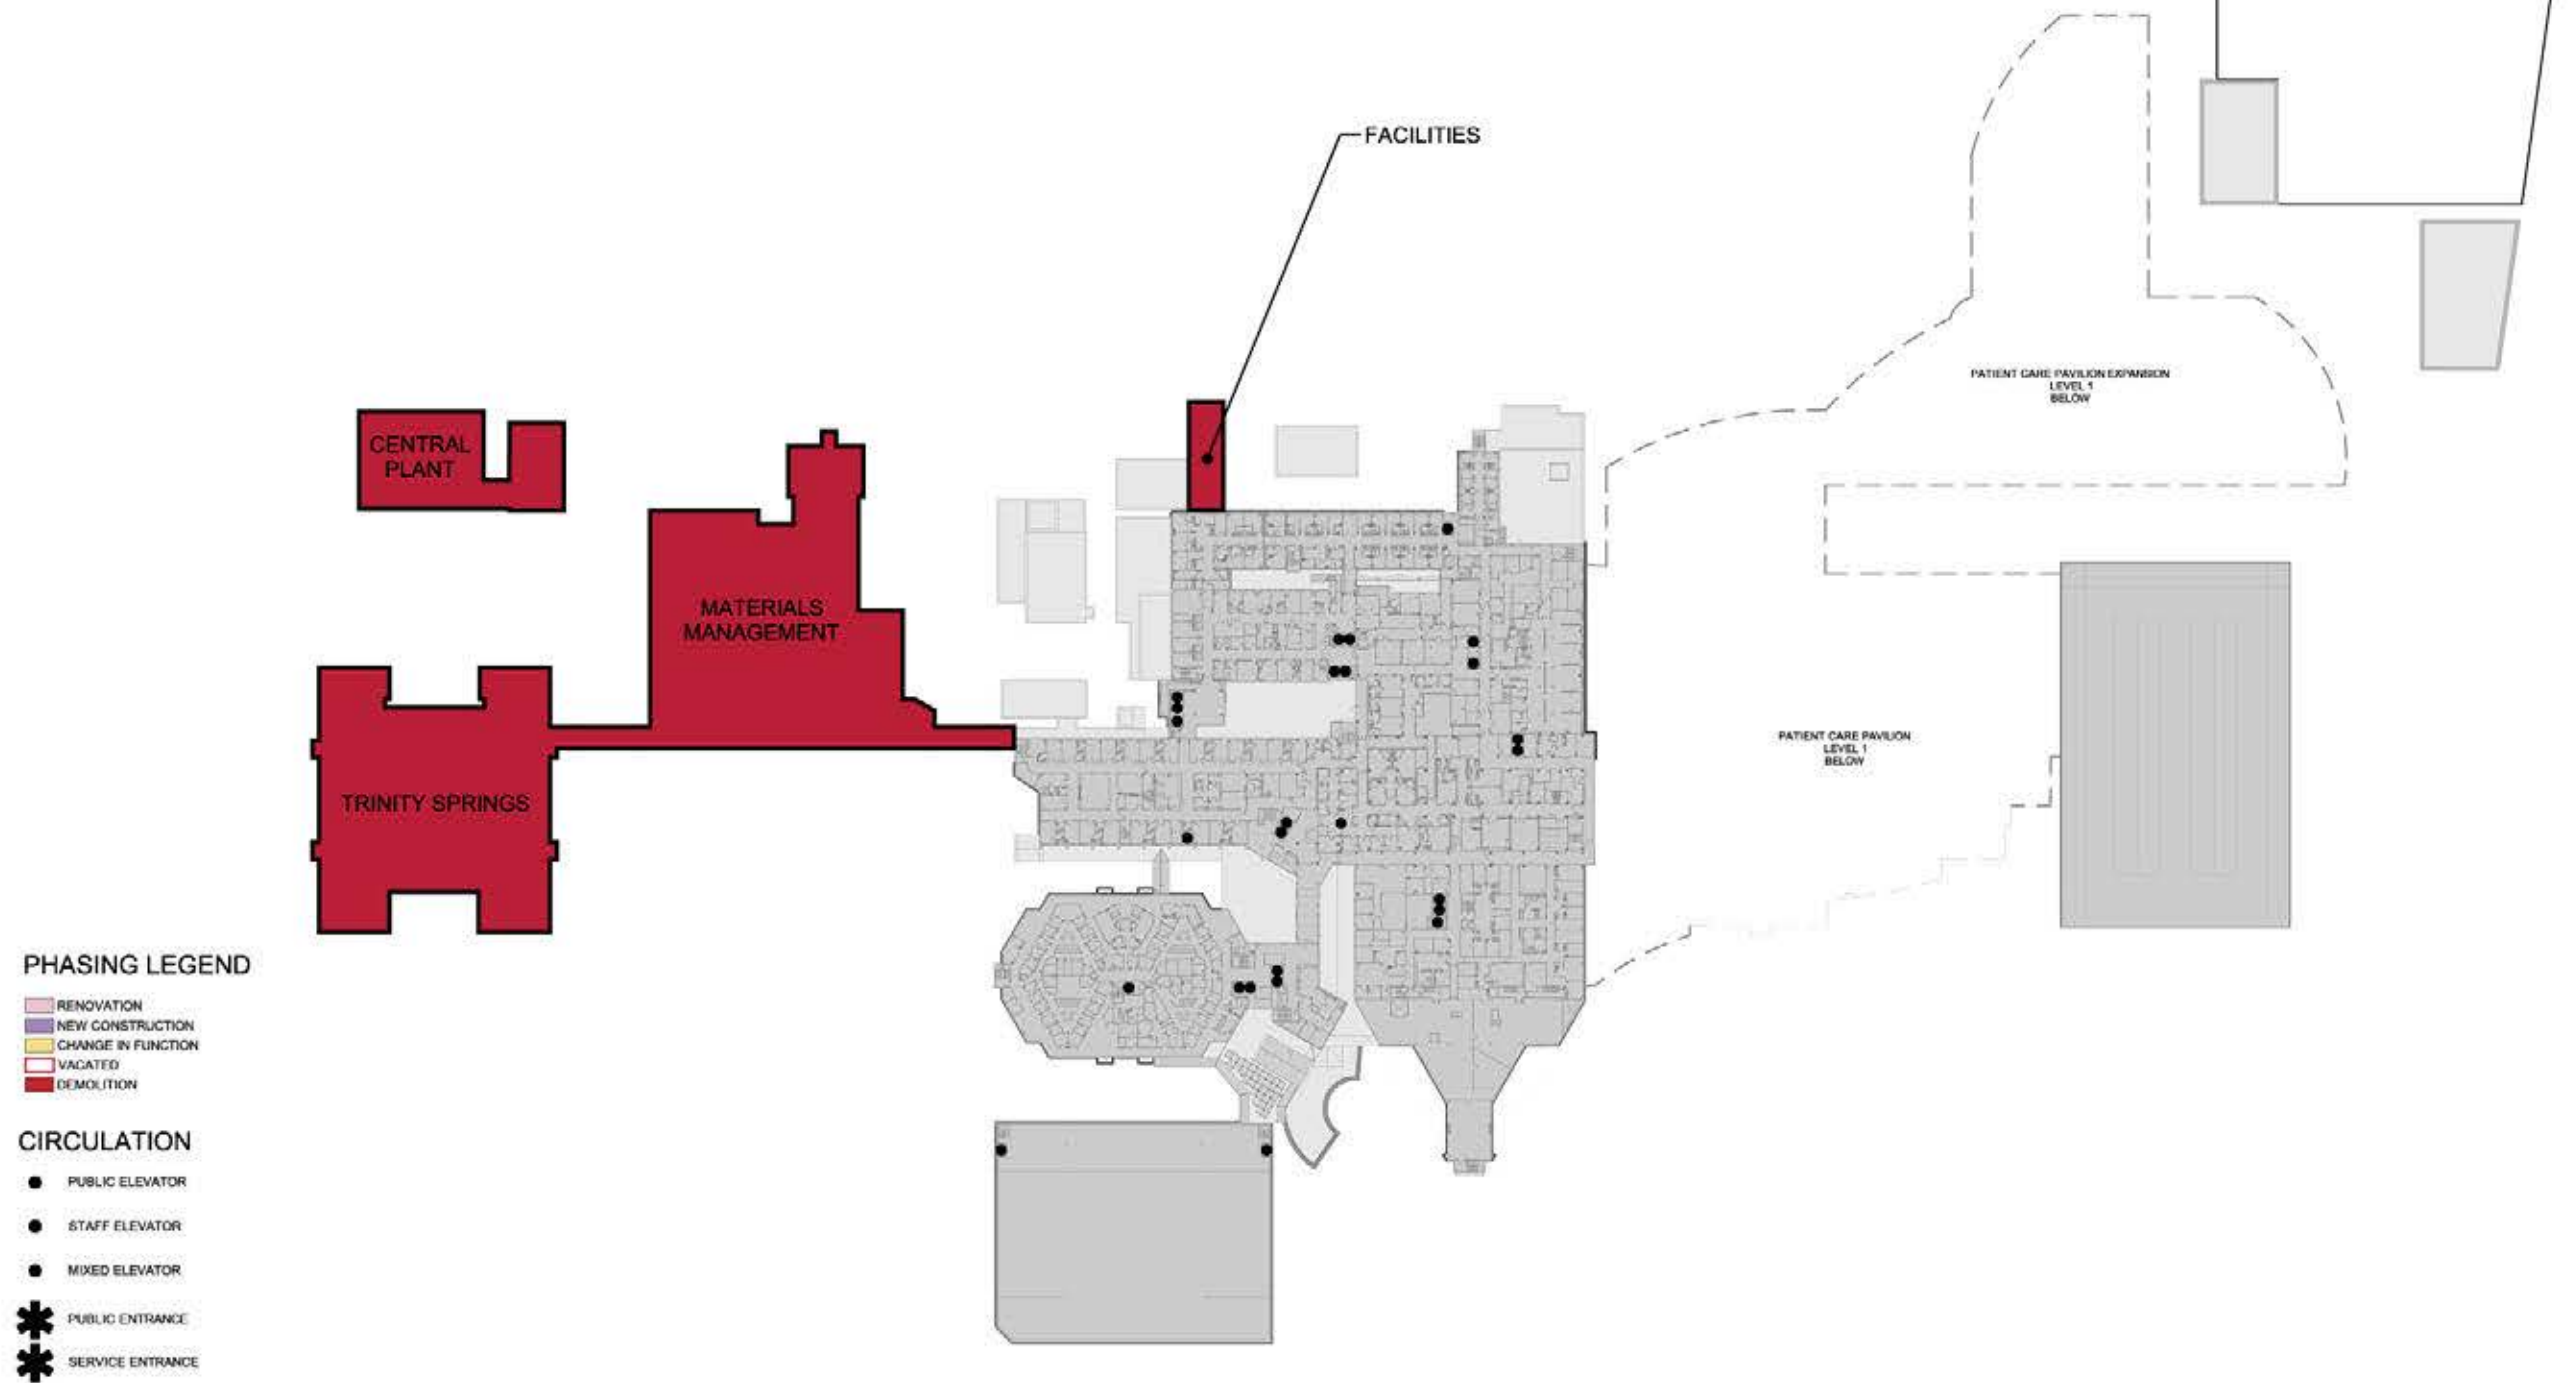 FACILITIES
PATIENT CARE PAVILION EXPANSION
LEVEL 1
BELOW
CENTRAL
PLANT
MATERIALS
MANAGEMENT
PATIENT CARE PAVILION
LEVEL 1
BELOW
TRINITY SPRINGS
PHASING LEGEND
RENOVATION
NEW CONSTRUCTION
CHANGE IN FUNCTION
VACATED
DEMOLITION
CIRCULATION
PUBLIC ELEVATOR
STAFF ELEVATOR
MIXED ELEVATOR
PUBLIC ENTRANCE
SERVICE ENTRANCE